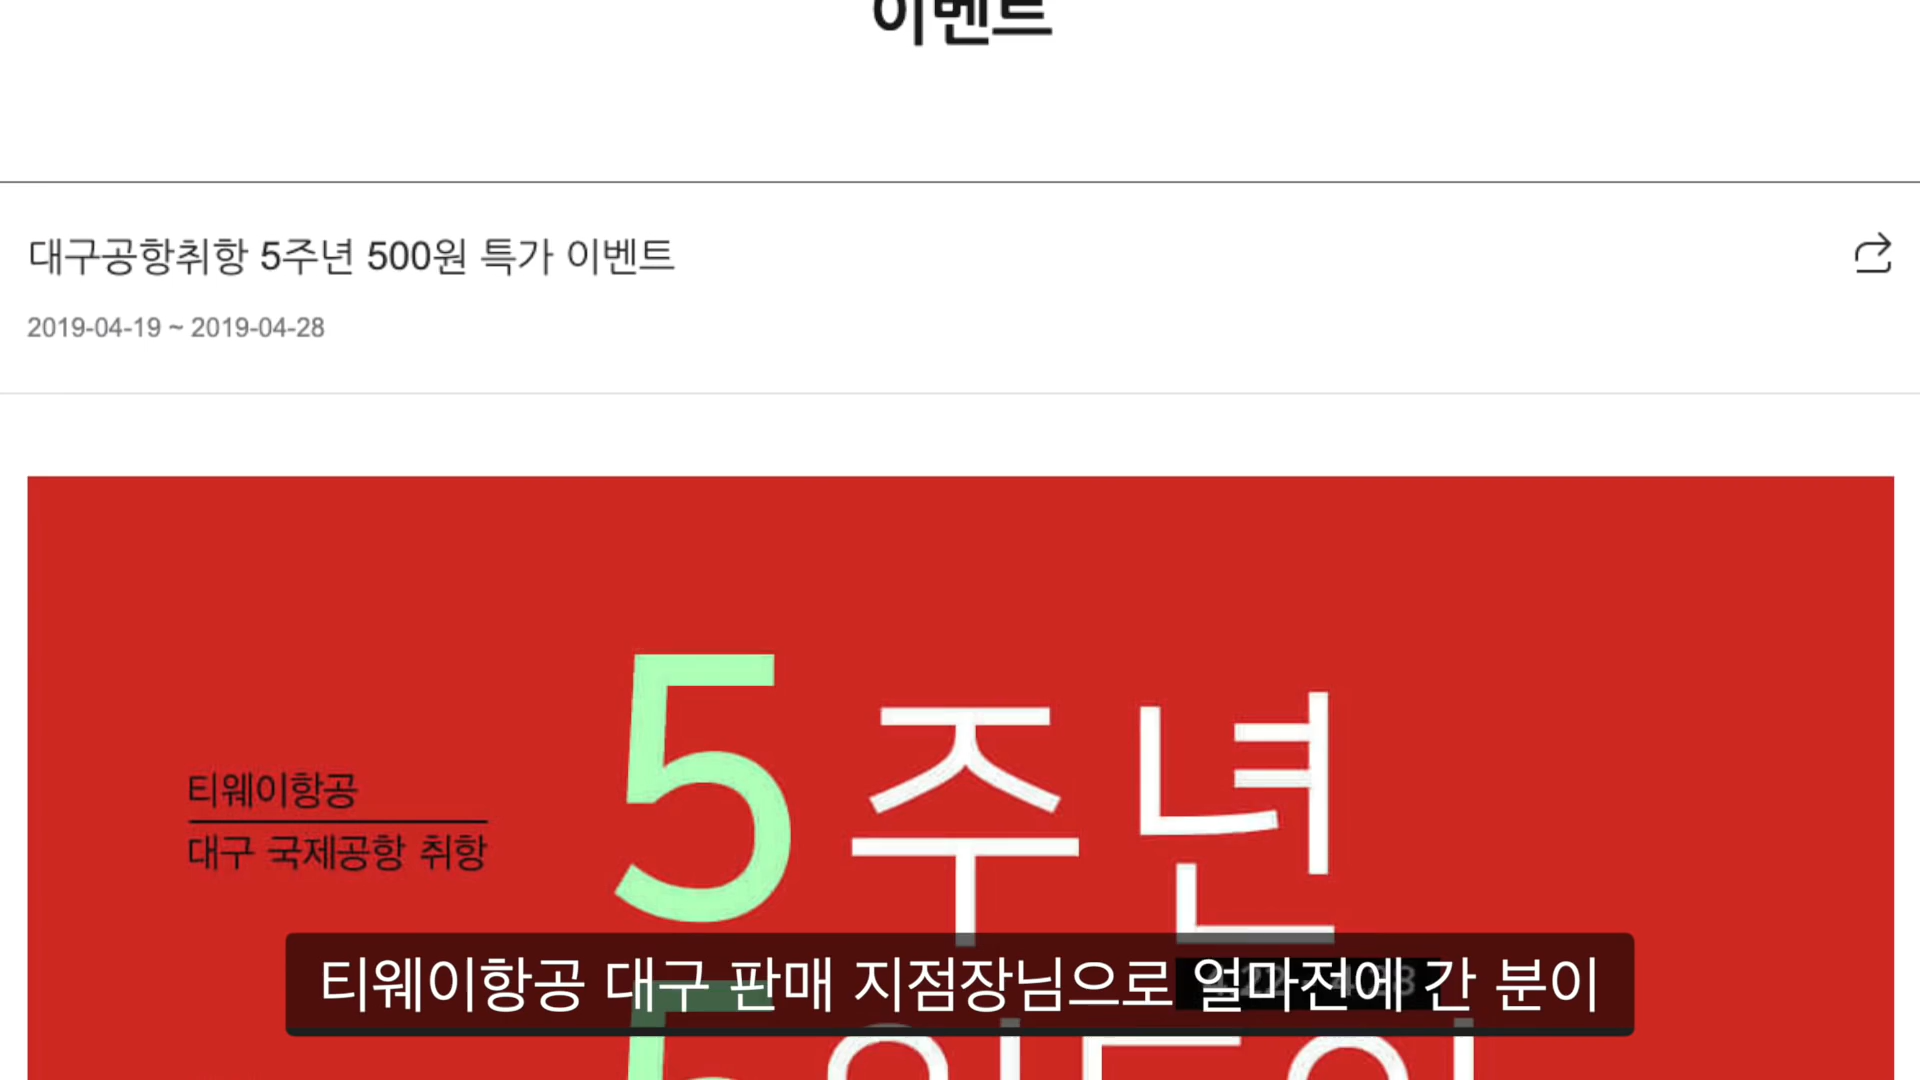 이벤트
대구공항취항 5주년 500원 특가 이벤트
2019-04-19 ~ 2019-04-28
5주년
티웨이항공
대구 국제공항 취항
티웨이항공 대구 판매 지점장님으로 얼마전에 간 분이